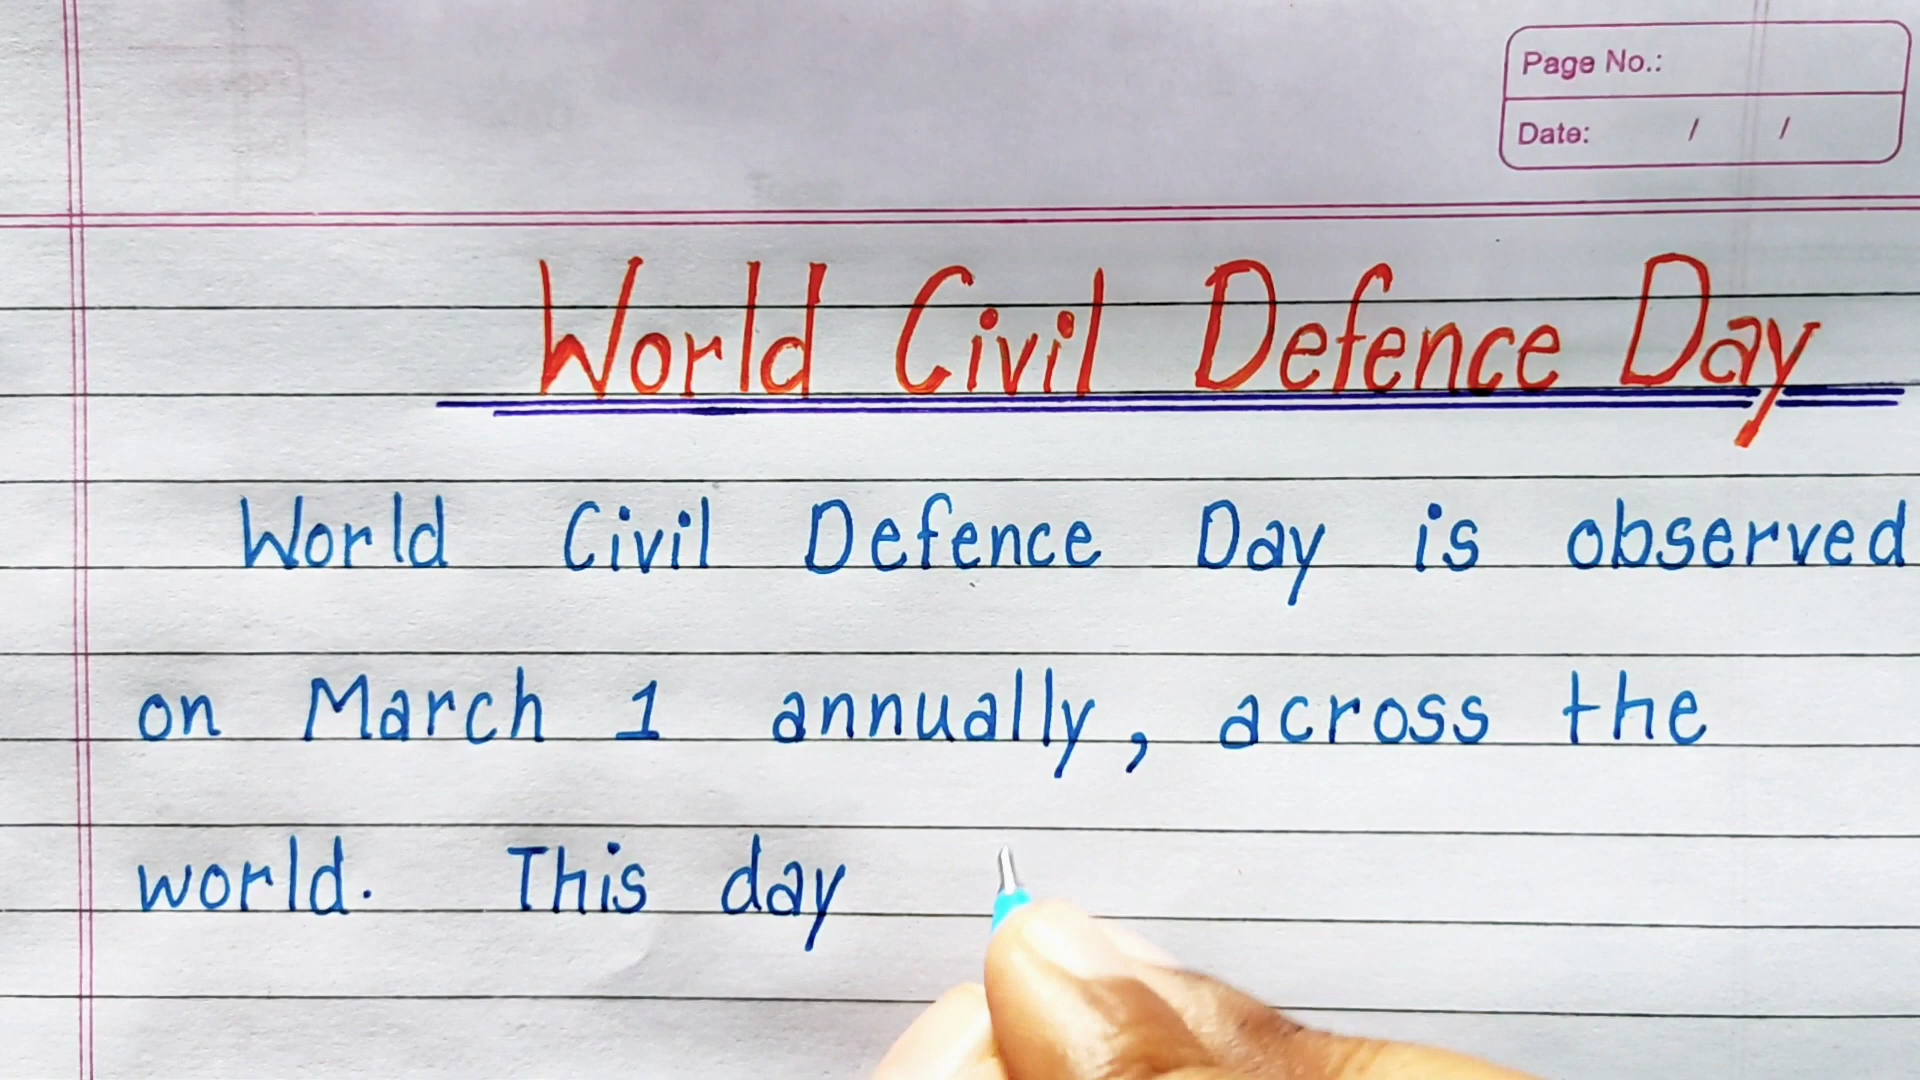 Page No.:
Date: / /
World Civil Defence Day
World Civil Defence Day is observed
on March 1 annually, across the
world. This day